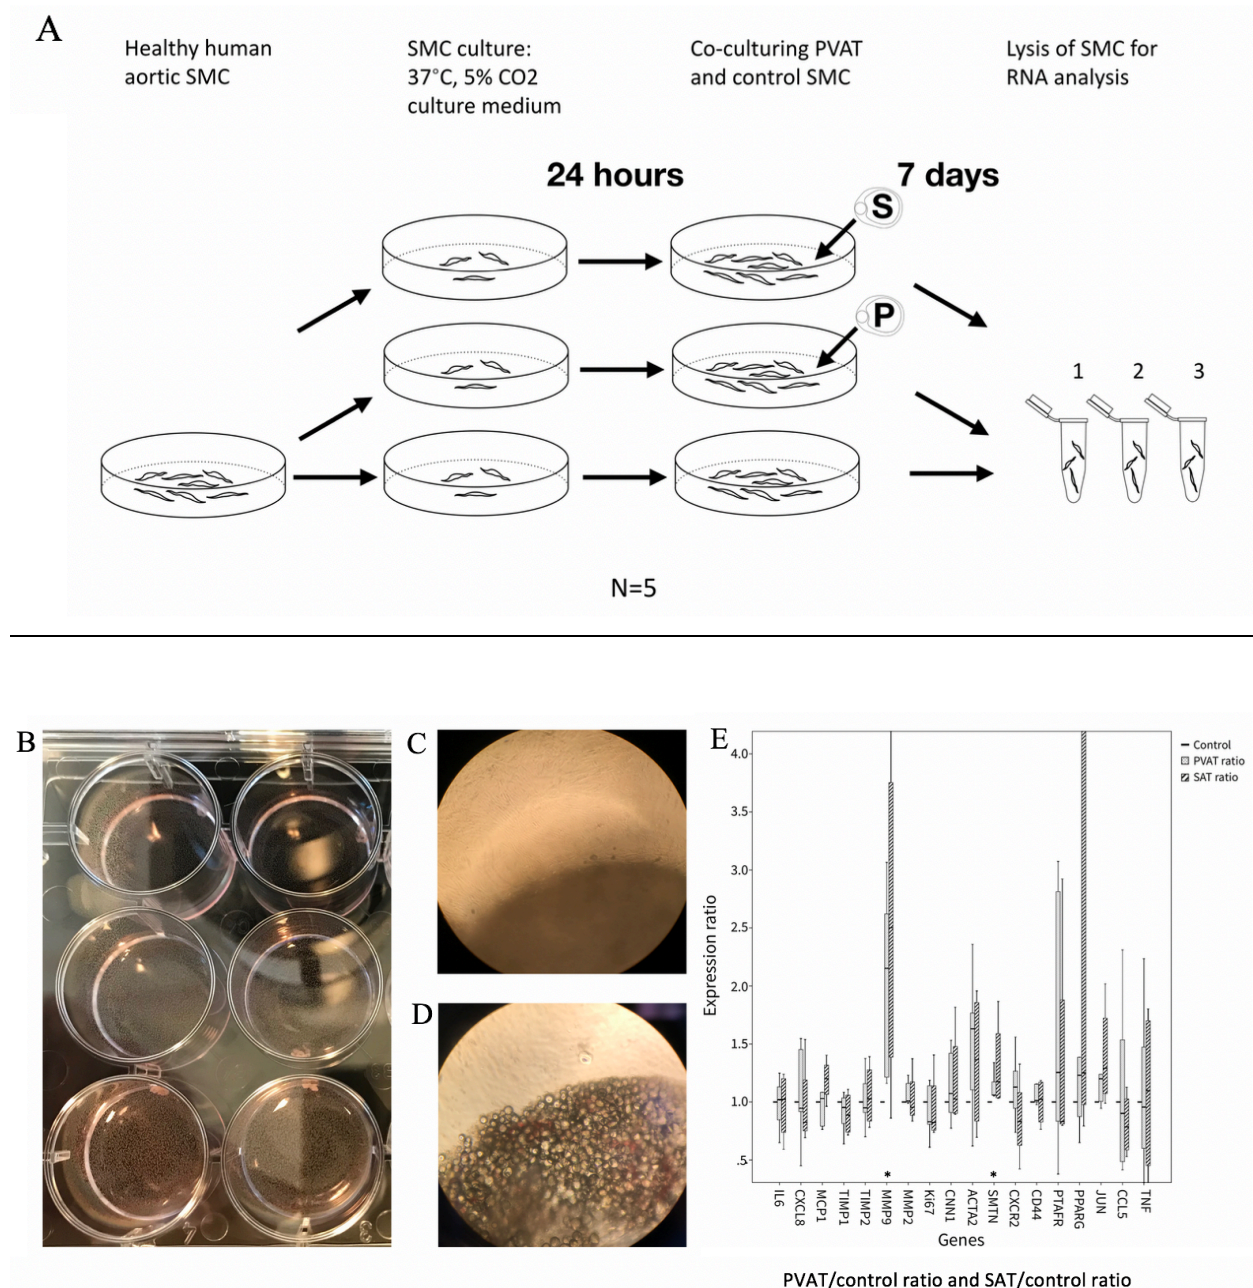 A
Healthy human
aortic SMC
SMC culture:
37°C, 5% CO2
culture medium
Co-culturing PVAT
and control SMC
Lysis of SMC for
RNA analysis
24 hours
7 days
S
P
1 2 3
N=5
B
C
D
E
4.0
3.5
3.0
2.5
2.0
1.5
1.0
.5
Expression ratio
Control
PVAT ratio
SAT ratio
*
*
IL6
CXCL8
MCP1
TIMP1
TIMP2
MMP9
MMP2
Ki67
CNN1
ACTA2
SMTN
CXCR2
CD44
PTAFR
PPARG
JUN
CCL5
TNF
Genes
PVAT/control ratio and SAT/control ratio